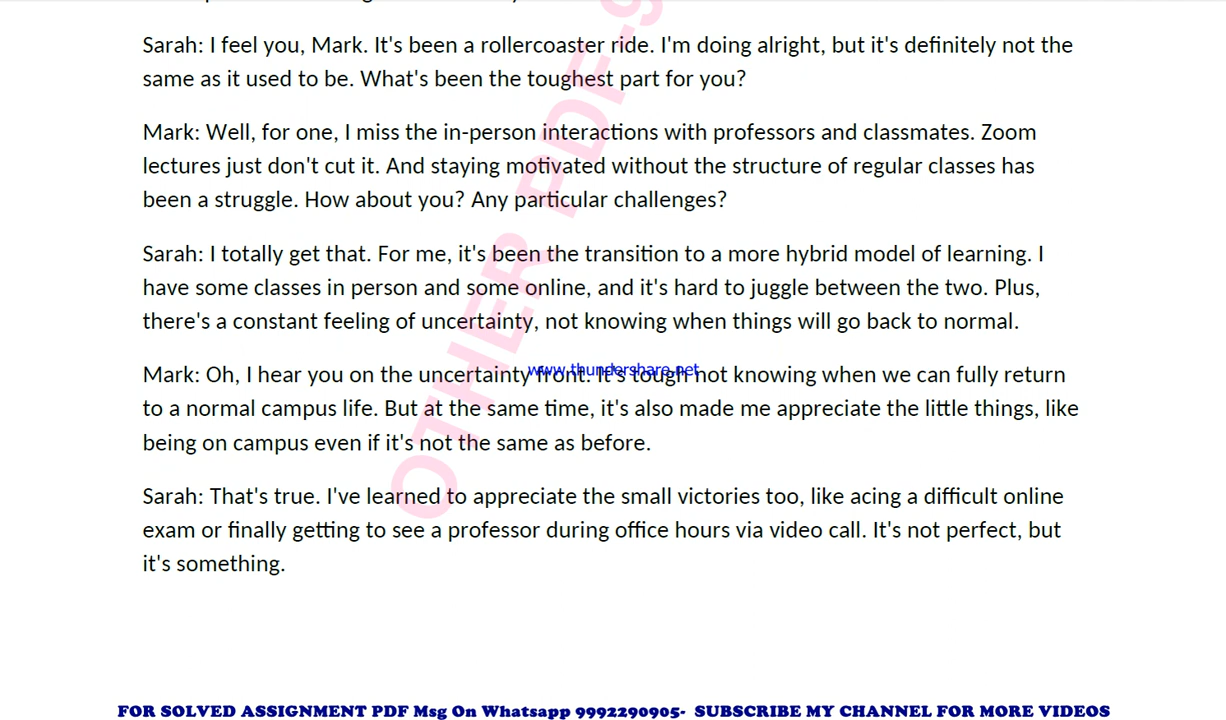 Sarah: I feel you, Mark. It's been a rollercoaster ride. I'm doing alright, but it's definitely not the
same as it used to be. What's been the toughest part for you?
Mark: Well, for one, I miss the in-person interactions with professors and classmates. Zoom
lectures just don't cut it. And staying motivated without the structure of regular classes has
been a struggle. How about you? Any particular challenges?
Sarah: I totally get that. For me, it's been the transition to a more hybrid model of learning. I
have some classes in person and some online, and it's hard to juggle between the two. Plus,
there's a constant feeling of uncertainty, not knowing when things will go back to normal.
Mark: Oh, I hear you on the uncertainty front. It's tough not knowing when we can fully return
www.thundershare.net
to a normal campus life. But at the same time, it's also made me appreciate the little things, like
being on campus even if it's not the same as before.
Sarah: That's true. I've learned to appreciate the small victories too, like acing a difficult online
exam or finally getting to see a professor during office hours via video call. It's not perfect, but
it's something.
OTHER PDF-9
FOR SOLVED ASSIGNMENT PDF Msg On Whatsapp 9992290905- SUBSCRIBE MY CHANNEL FOR MORE VIDEOS